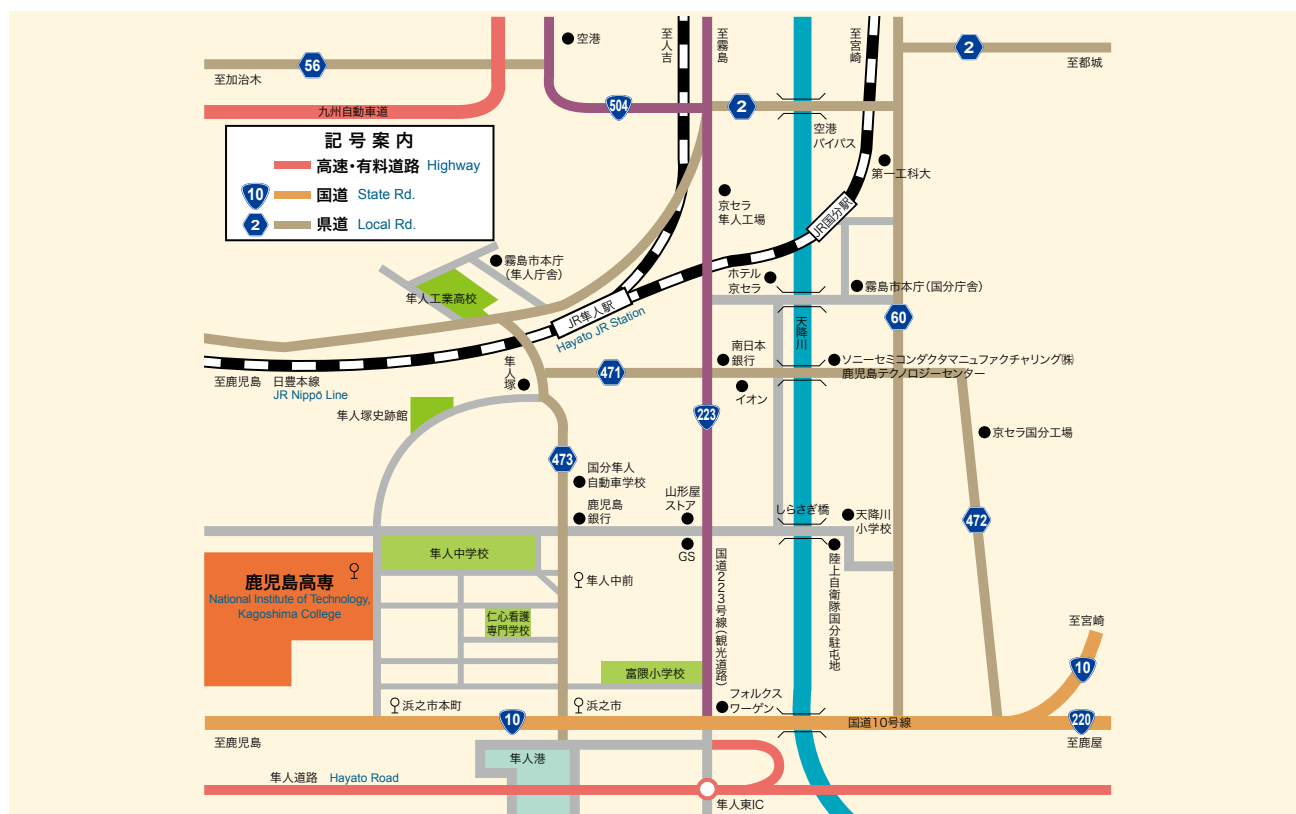 空港
至人吉
至霧島
至宮崎
2
至都城
56
至加治木
九州自動車道
504
2
空港
バイパス
記号案内
高速・有料道路 Highway
10 国道 State Rd.
2 県道 Local Rd.
第一工科大
京セラ
隼人工場
JR国分駅
霧島市本庁
（隼人庁舎）
ホテル
京セラ
霧島市本庁（国分庁舎）
隼人工業高校
JR隼人駅
Hayato JR Station
天降川
60
南日本
銀行
ソニーセミコンダクタマニュファクチャリング㈱
鹿児島テクノロジーセンター
隼人塚
471
至鹿児島
日豊本線
JR Nippō Line
イオン
隼人塚史跡館
223
京セラ国分工場
473
国分隼人
自動車学校
山形屋
ストア
鹿児島
銀行
しらさぎ橋
天降川
小学校
472
GS
隼人中学校
国道223号線（観光道路）
陸上自衛隊国分駐屯地
鹿児島高専
National Institute of Technology,
Kagoshima College
隼人中前
仁心看護
専門学校
至宮崎
富隈小学校
10
フォルクス
ワーゲン
浜之市本町
浜之市
10
国道10号線
220
至鹿児島
至鹿屋
隼人港
隼人道路 Hayato Road
隼人東IC